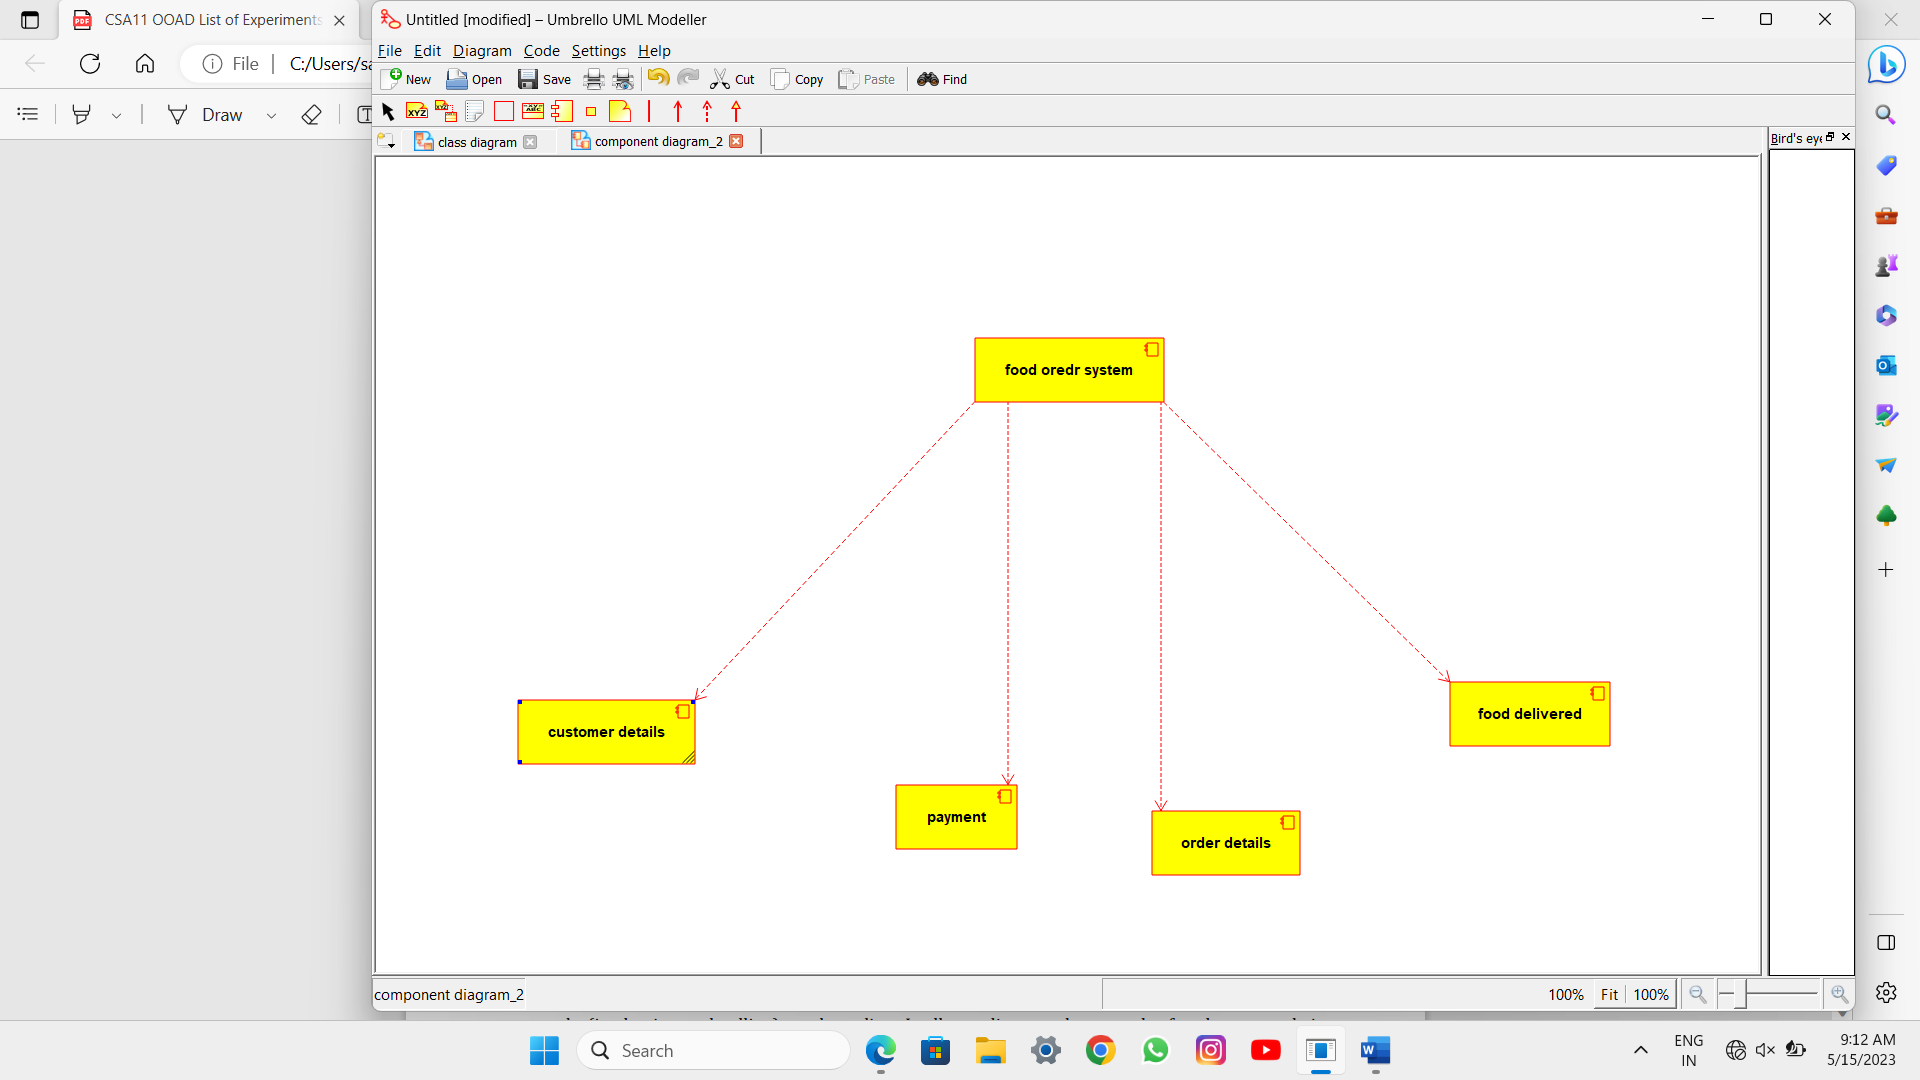 CSA11 OOAD List of Experiments
File
C:/Users/sa
Draw
Untitled [modified] – Umbrello UML Modeller
File Edit Diagram Code Settings Help
New Open Save Cut Copy Paste Find
XYZ
class diagram
component diagram_2
Bird's eye
food oredr system
customer details
payment
order details
food delivered
component diagram_2
100% Fit 100%
Search
ENG
IN
9:12 AM
5/15/2023